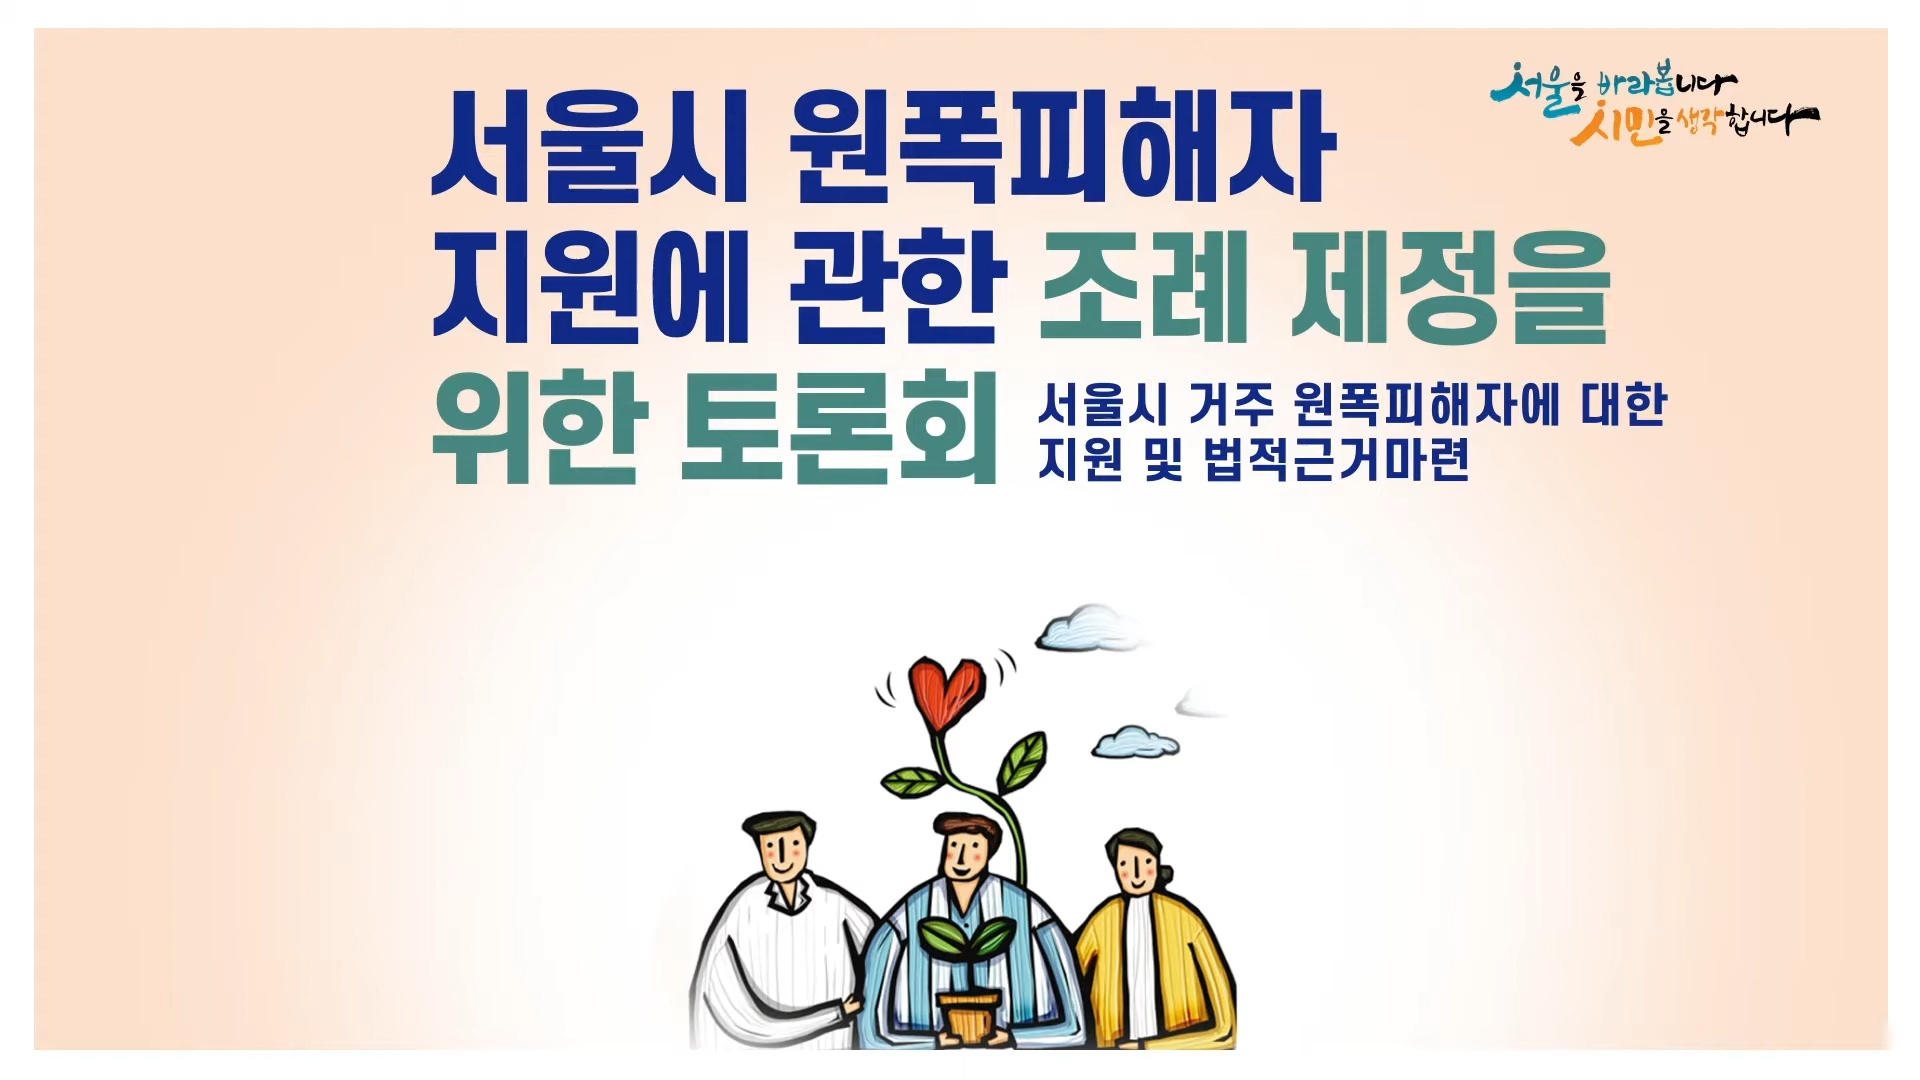 서울을 바라봅니다
시민을 생각합니다
서울시 원폭피해자
지원에 관한 조례 제정을
위한 토론회
서울시 거주 원폭피해자에 대한
지원 및 법적근거마련